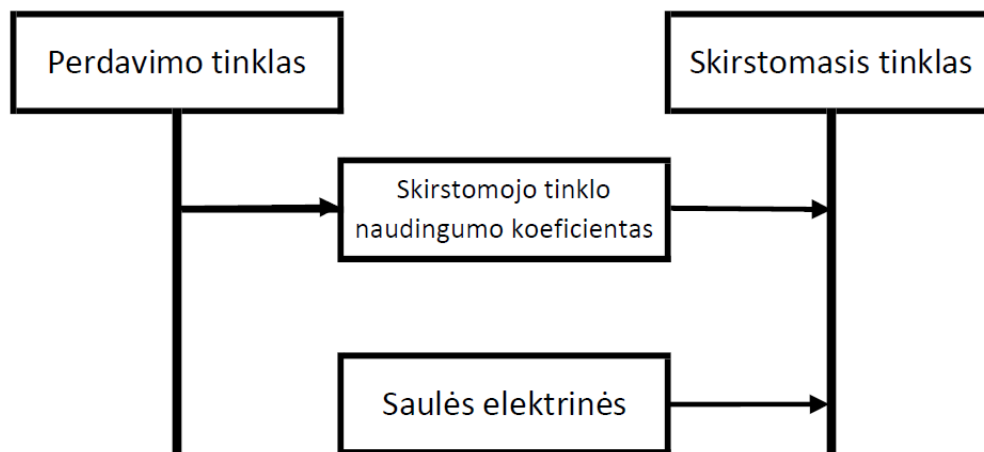 Perdavimo tinklas
Skirstomasis tinklas
Skirstomojo tinklo
naudingumo koeficientas
Saulės elektrinės